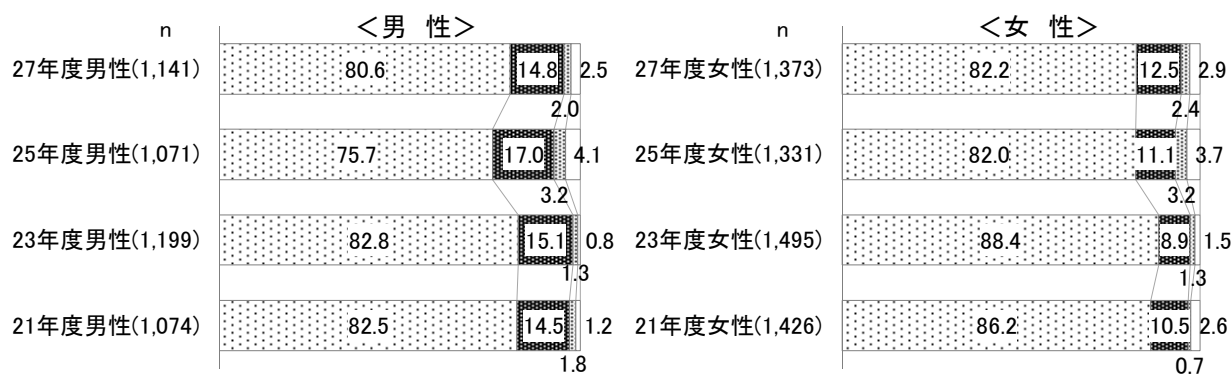 n ＜男 性＞
27年度男性(1,141) 80.6 14.8 2.5
2.0
25年度男性(1,071) 75.7 17.0 4.1
3.2
23年度男性(1,199) 82.8 15.1 0.8
1.3
21年度男性(1,074) 82.5 14.5 1.2
1.8
n ＜女 性＞
27年度女性(1,373) 82.2 12.5 2.9
2.4
25年度女性(1,331) 82.0 11.1 3.7
3.2
23年度女性(1,495) 88.4 8.9 1.5
1.3
21年度女性(1,426) 86.2 10.5 2.6
0.7